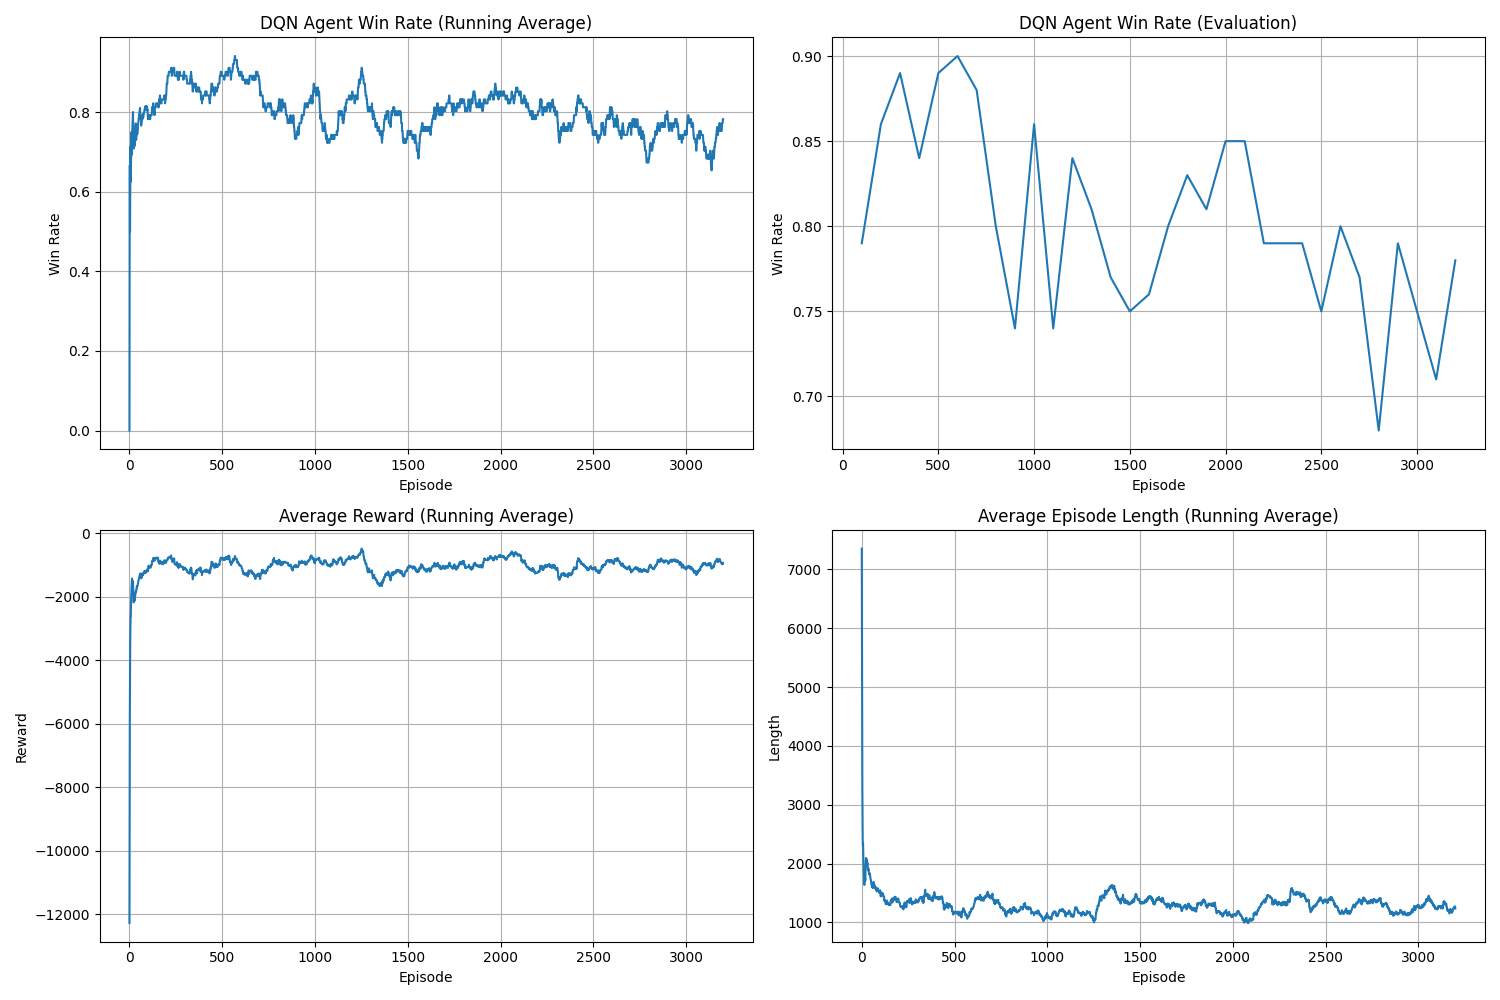 DQN Agent Win Rate (Running Average)
Win Rate
0.8
0.6
0.4
0.2
0.0
0 500 1000 1500 2000 2500 3000
Episode
DQN Agent Win Rate (Evaluation)
Win Rate
0.90
0.85
0.80
0.75
0.70
0 500 1000 1500 2000 2500 3000
Episode
Average Reward (Running Average)
Reward
0
−2000
−4000
−6000
−8000
−10000
−12000
0 500 1000 1500 2000 2500 3000
Episode
Average Episode Length (Running Average)
Length
7000
6000
5000
4000
3000
2000
1000
0 500 1000 1500 2000 2500 3000
Episode